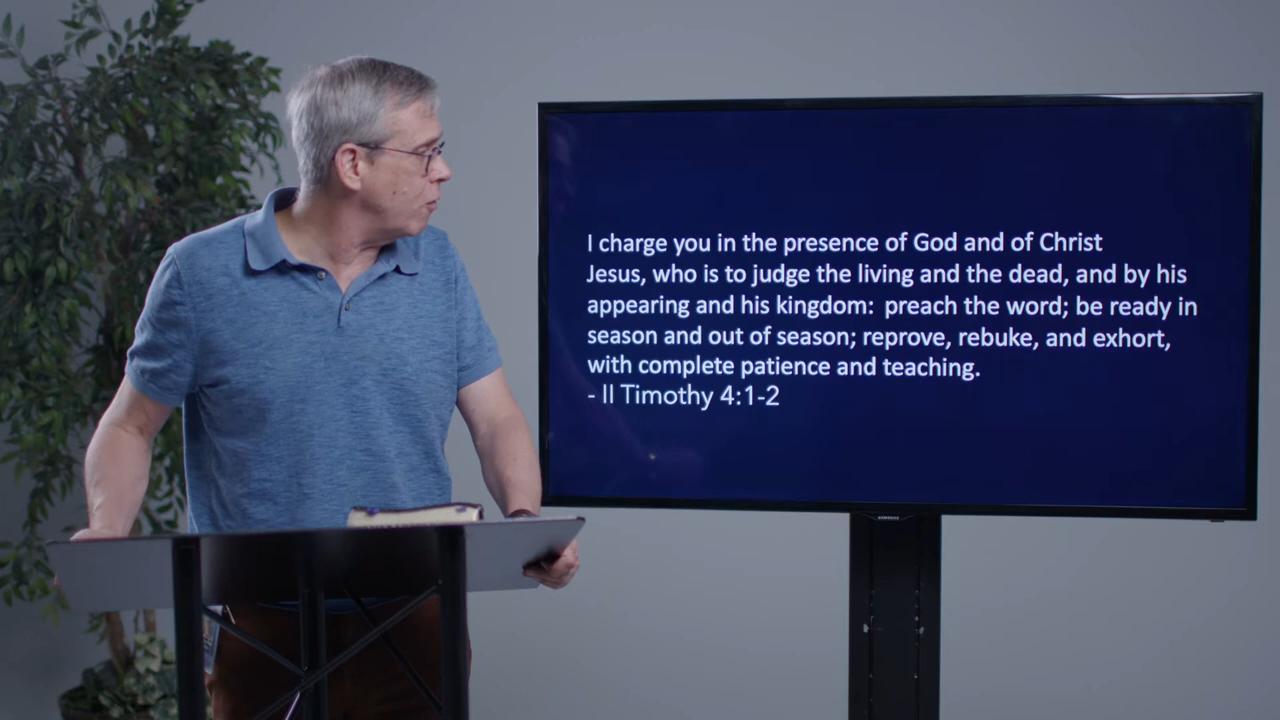 I charge you in the presence of God and of Christ
Jesus, who is to judge the living and the dead, and by his
appearing and his kingdom:  preach the word; be ready in
season and out of season; reprove, rebuke, and exhort,
with complete patience and teaching.
- II Timothy 4:1-2
SAMSUNG